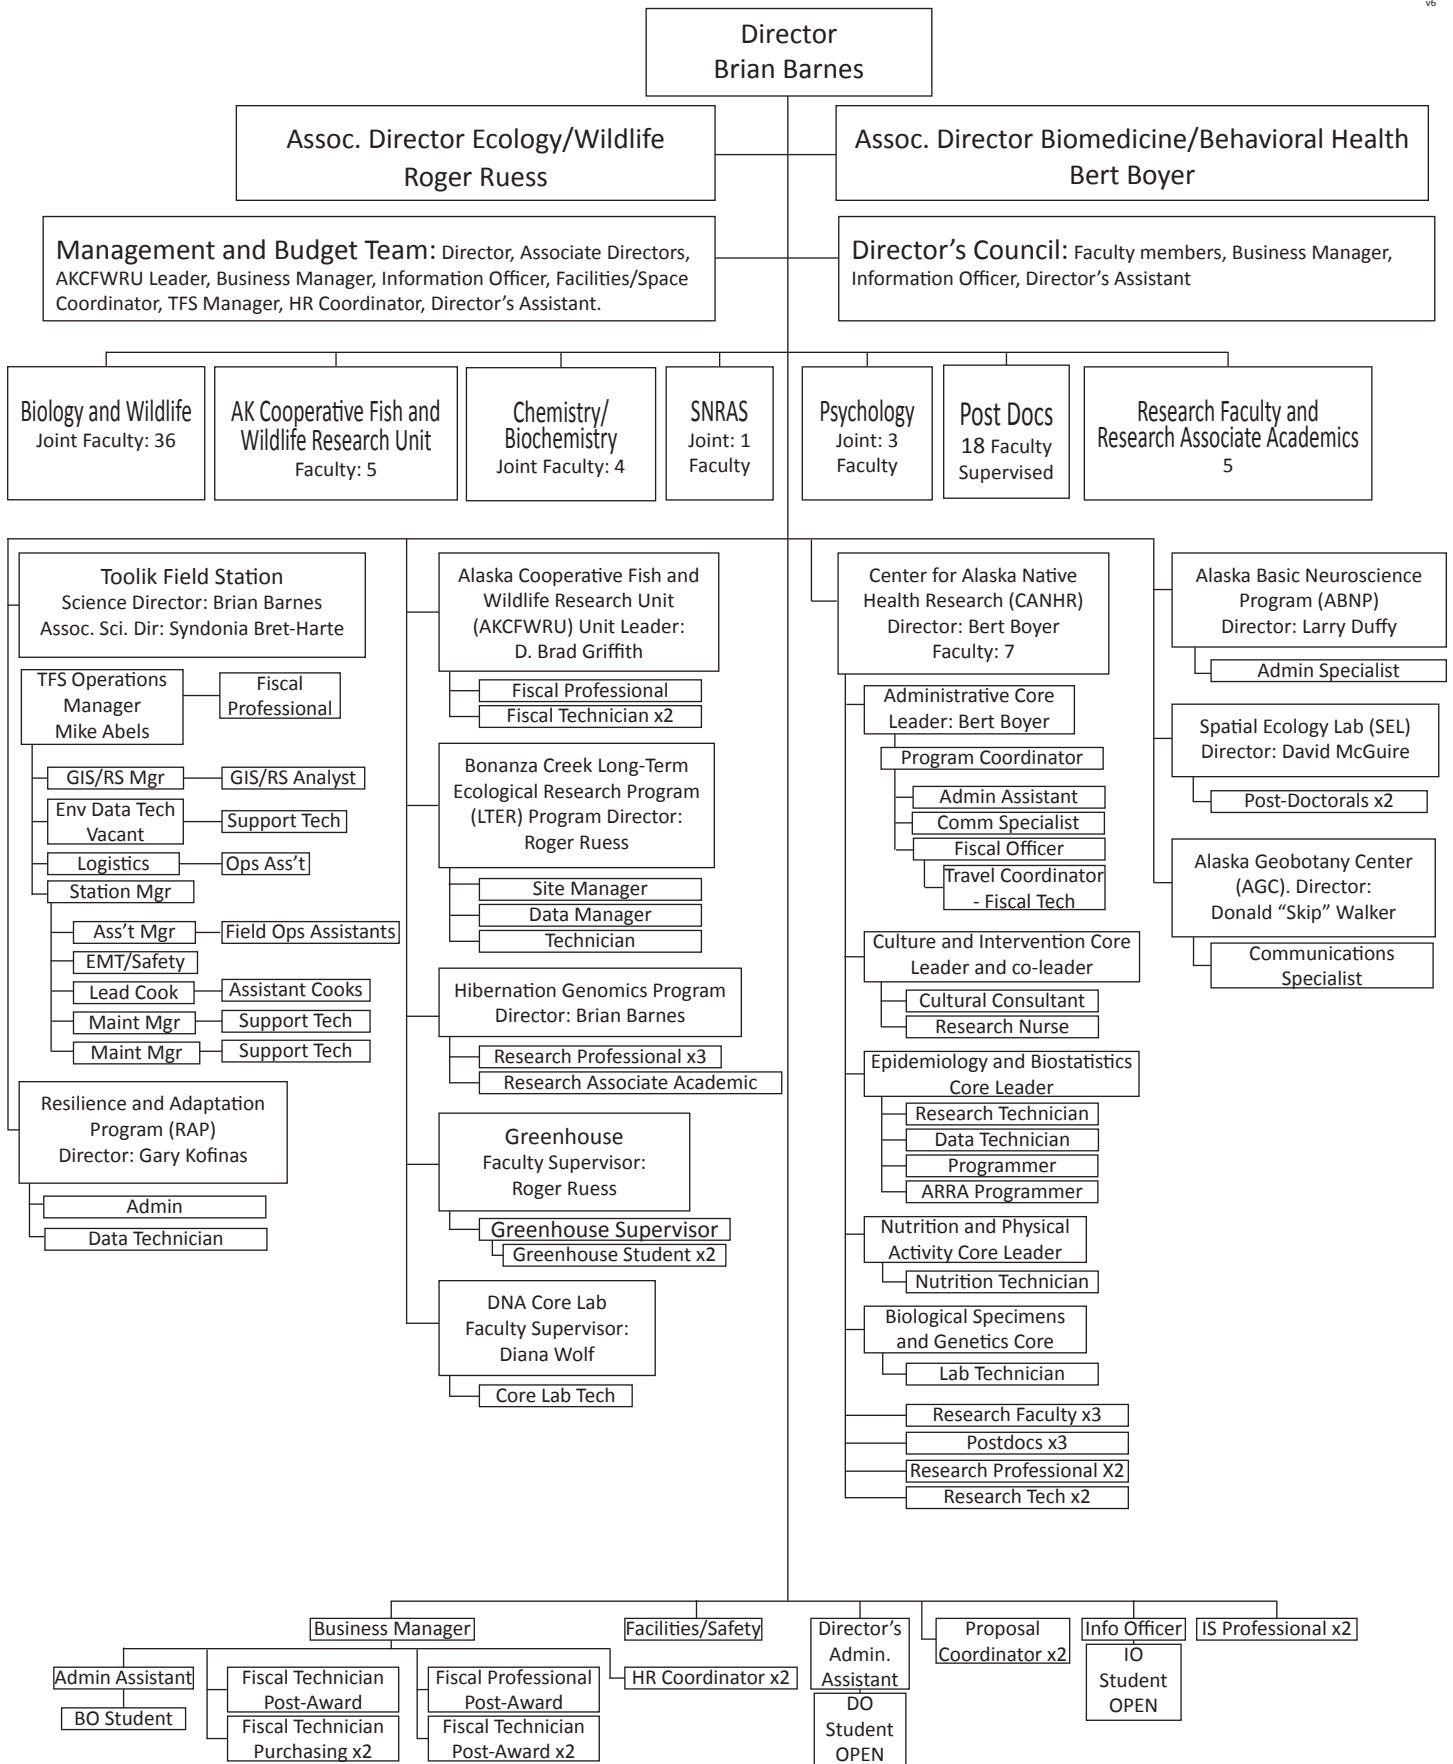 v6
Director
Brian Barnes
Assoc. Director Ecology/Wildlife
Roger Ruess
Assoc. Director Biomedicine/Behavioral Health
Bert Boyer
Management and Budget Team: Director, Associate Directors,
AKCFWRU Leader, Business Manager, Information Officer, Facilities/Space
Coordinator, TFS Manager, HR Coordinator, Director’s Assistant.
Director’s Council: Faculty members, Business Manager,
Information Officer, Director’s Assistant
Biology and Wildlife
Joint Faculty: 36
AK Cooperative Fish and
Wildlife Research Unit
Faculty: 5
Chemistry/
Biochemistry
Joint Faculty: 4
SNRAS
Joint: 1
Faculty
Psychology
Joint: 3
Faculty
Post Docs
18 Faculty
Supervised
Research Faculty and
Research Associate Academics
5
Toolik Field Station
Science Director: Brian Barnes
Assoc. Sci. Dir: Syndonia Bret-Harte
TFS Operations
Manager
Mike Abels
Fiscal
Professional
GIS/RS Mgr
GIS/RS Analyst
Env Data Tech
Vacant
Support Tech
Logistics
Ops Ass’t
Station Mgr
Ass’t Mgr
Field Ops Assistants
EMT/Safety
Lead Cook
Assistant Cooks
Maint Mgr
Support Tech
Maint Mgr
Support Tech
Resilience and Adaptation
Program (RAP)
Director: Gary Kofinas
Admin
Data Technician
Alaska Cooperative Fish and
Wildlife Research Unit
(AKCFWRU) Unit Leader:
D. Brad Griffith
Fiscal Professional
Fiscal Technician x2
Bonanza Creek Long-Term
Ecological Research Program
(LTER) Program Director:
Roger Ruess
Site Manager
Data Manager
Technician
Hibernation Genomics Program
Director: Brian Barnes
Research Professional x3
Research Associate Academic
Greenhouse
Faculty Supervisor:
Roger Ruess
Greenhouse Supervisor
Greenhouse Student x2
DNA Core Lab
Faculty Supervisor:
Diana Wolf
Core Lab Tech
Center for Alaska Native
Health Research (CANHR)
Director: Bert Boyer
Faculty: 7
Administrative Core
Leader: Bert Boyer
Program Coordinator
Admin Assistant
Comm Specialist
Fiscal Officer
Travel Coordinator
- Fiscal Tech
Culture and Intervention Core
Leader and co-leader
Cultural Consultant
Research Nurse
Epidemiology and Biostatistics
Core Leader
Research Technician
Data Technician
Programmer
ARRA Programmer
Nutrition and Physical
Activity Core Leader
Nutrition Technician
Biological Specimens
and Genetics Core
Lab Technician
Research Faculty x3
Postdocs x3
Research Professional X2
Research Tech x2
Alaska Basic Neuroscience
Program (ABNP)
Director: Larry Duffy
Admin Specialist
Spatial Ecology Lab (SEL)
Director: David McGuire
Post-Doctorals x2
Alaska Geobotany Center
(AGC). Director:
Donald “Skip” Walker
Communications
Specialist
Business Manager
Admin Assistant
BO Student
Fiscal Technician
Post-Award
Fiscal Technician
Purchasing x2
Fiscal Professional
Post-Award
Fiscal Technician
Post-Award x2
HR Coordinator x2
Facilities/Safety
Director’s
Admin.
Assistant
DO
Student
OPEN
Proposal
Coordinator x2
Info Officer
IO
Student
OPEN
IS Professional x2